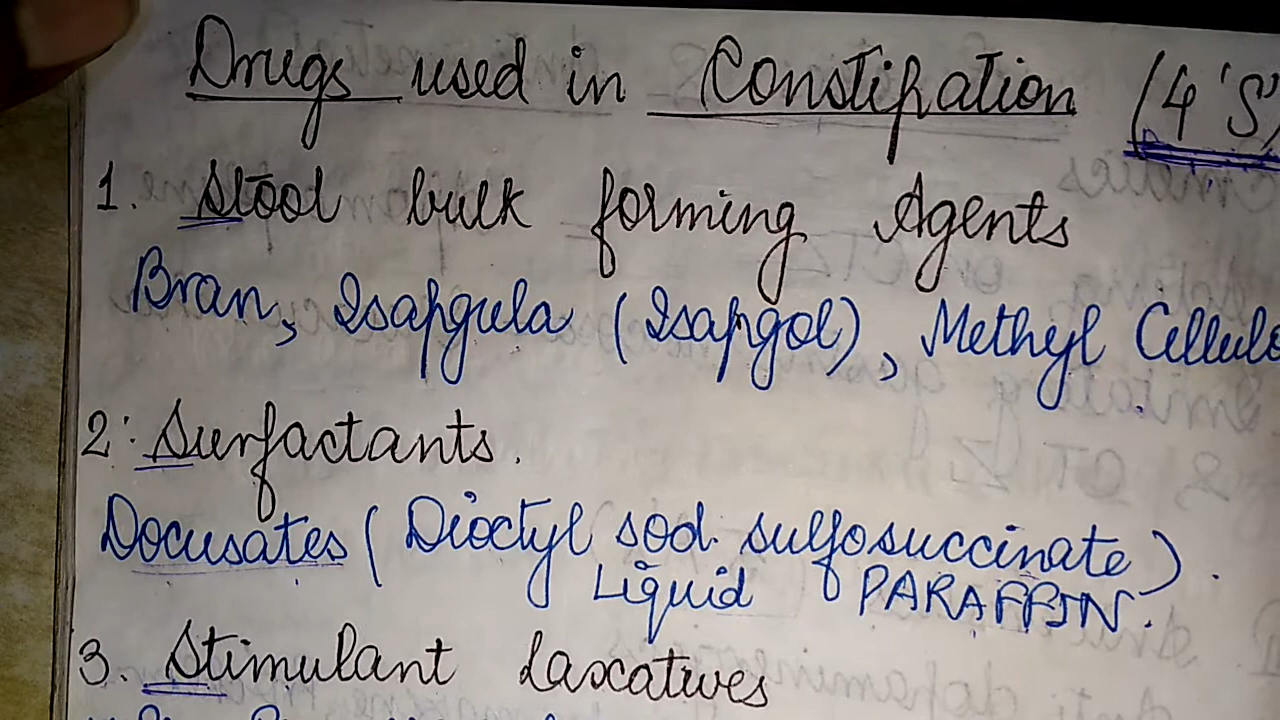 Drugs used in Constipation (4 'S'
1. Stool bulk forming Agents
Bran, Isapgula (Isapgol), Methyl Cellulo
2. Surfactants.
Docusates (Dioctyl sod. sulfosuccinate).
Liquid PARAFFIN.
3. Stimulant Laxatives